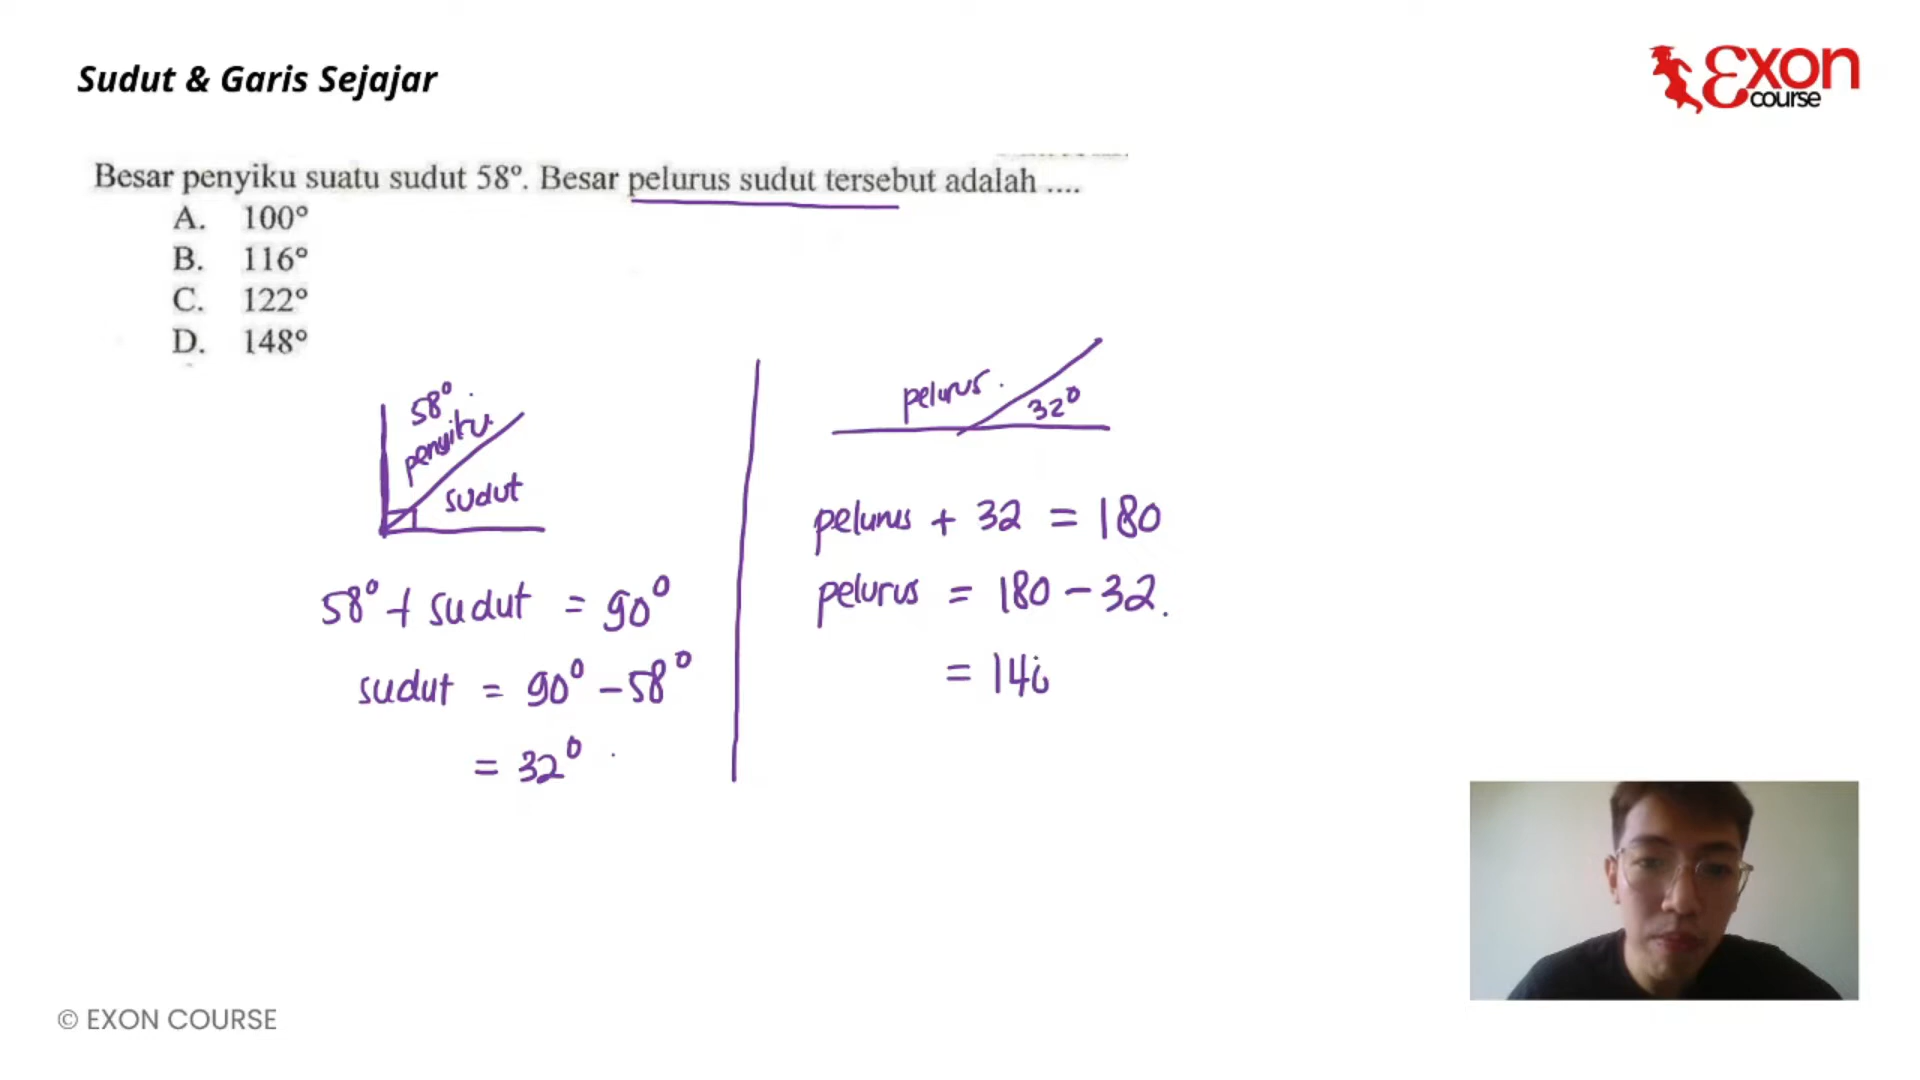 Sudut & Garis Sejajar
Exon
course
Besar penyiku suatu sudut 58°. Besar pelurus sudut tersebut adalah ....
A. 100°
B. 116°
C. 122°
D. 148°
58°
penyiku
sudut
58° + sudut = 90°
sudut = 90° - 58°
= 32°
pelurus
32°
pelurus + 32 = 180
pelurus = 180 - 32.
= 14
© EXON COURSE